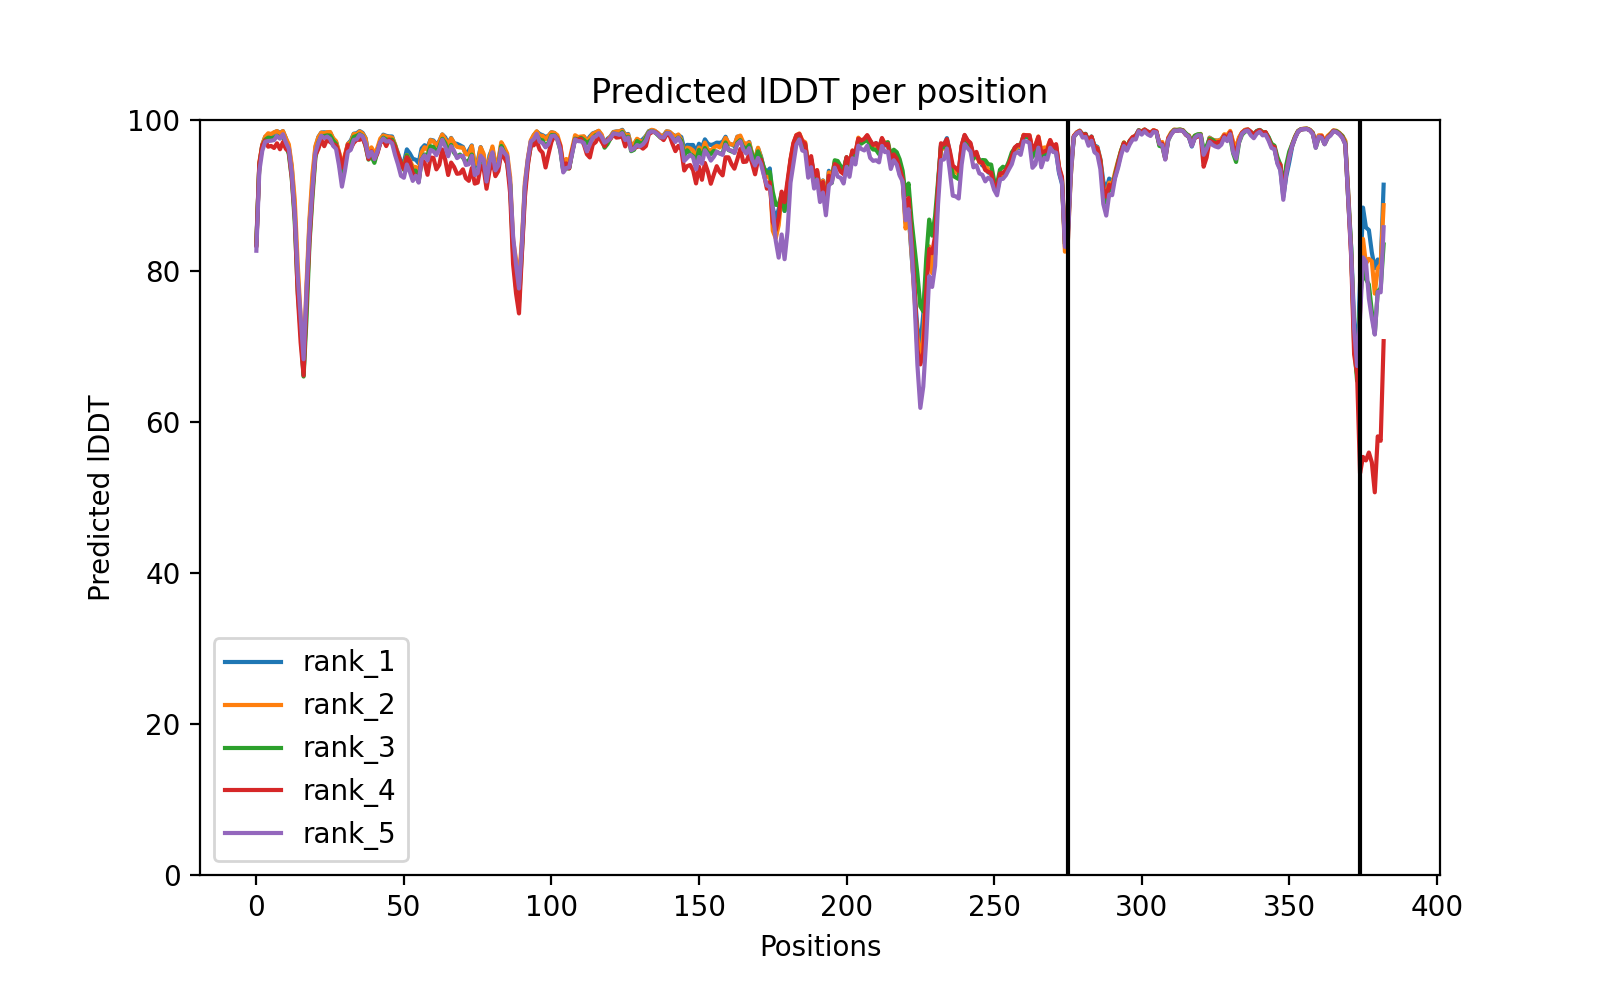 Predicted lDDT per position
100
80
60
40
20
0
Predicted lDDT
rank_1
rank_2
rank_3
rank_4
rank_5
0 50 100 150 200 250 300 350 400
Positions